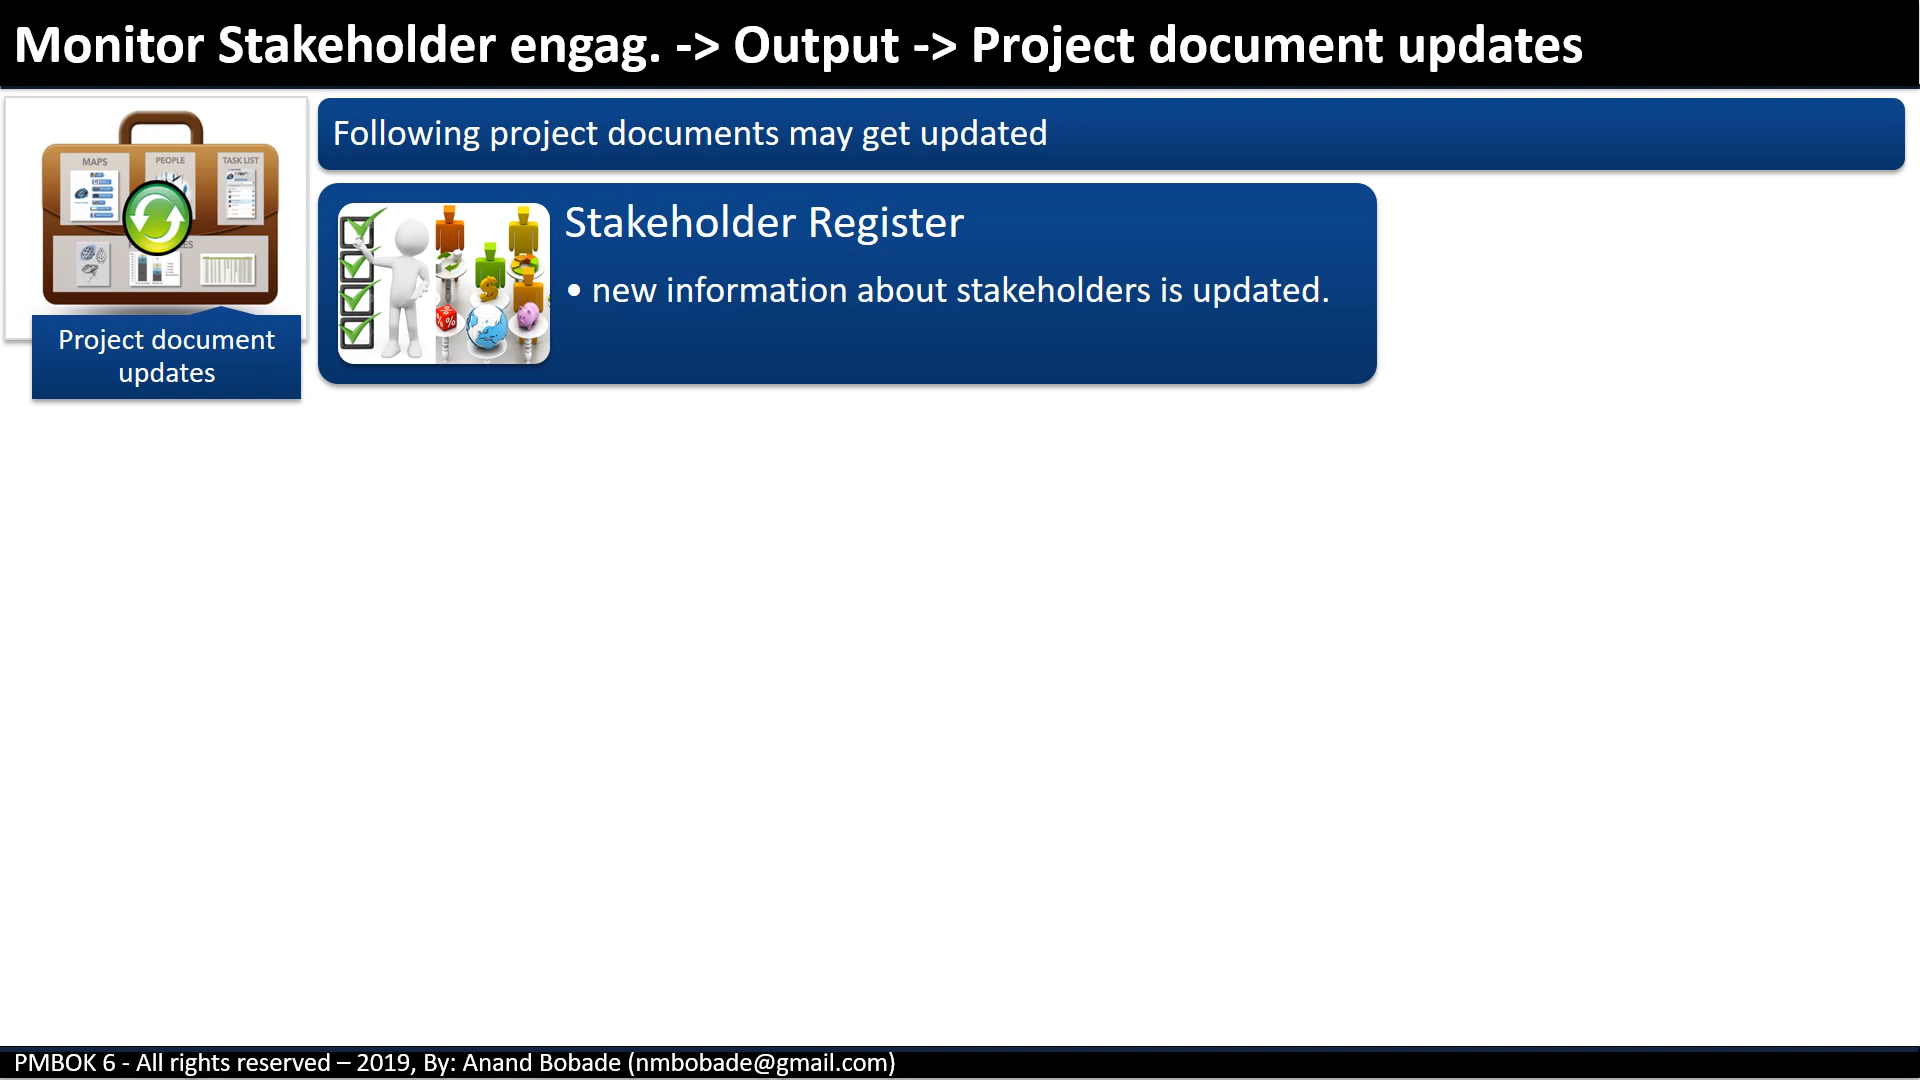 Monitor Stakeholder engag. -> Output -> Project document updates
MAPS
PEOPLE
TASK LIST
Project document
updates
Following project documents may get updated
Stakeholder Register
• new information about stakeholders is updated.
PMBOK 6 - All rights reserved – 2019, By: Anand Bobade (nmbobade@gmail.com)